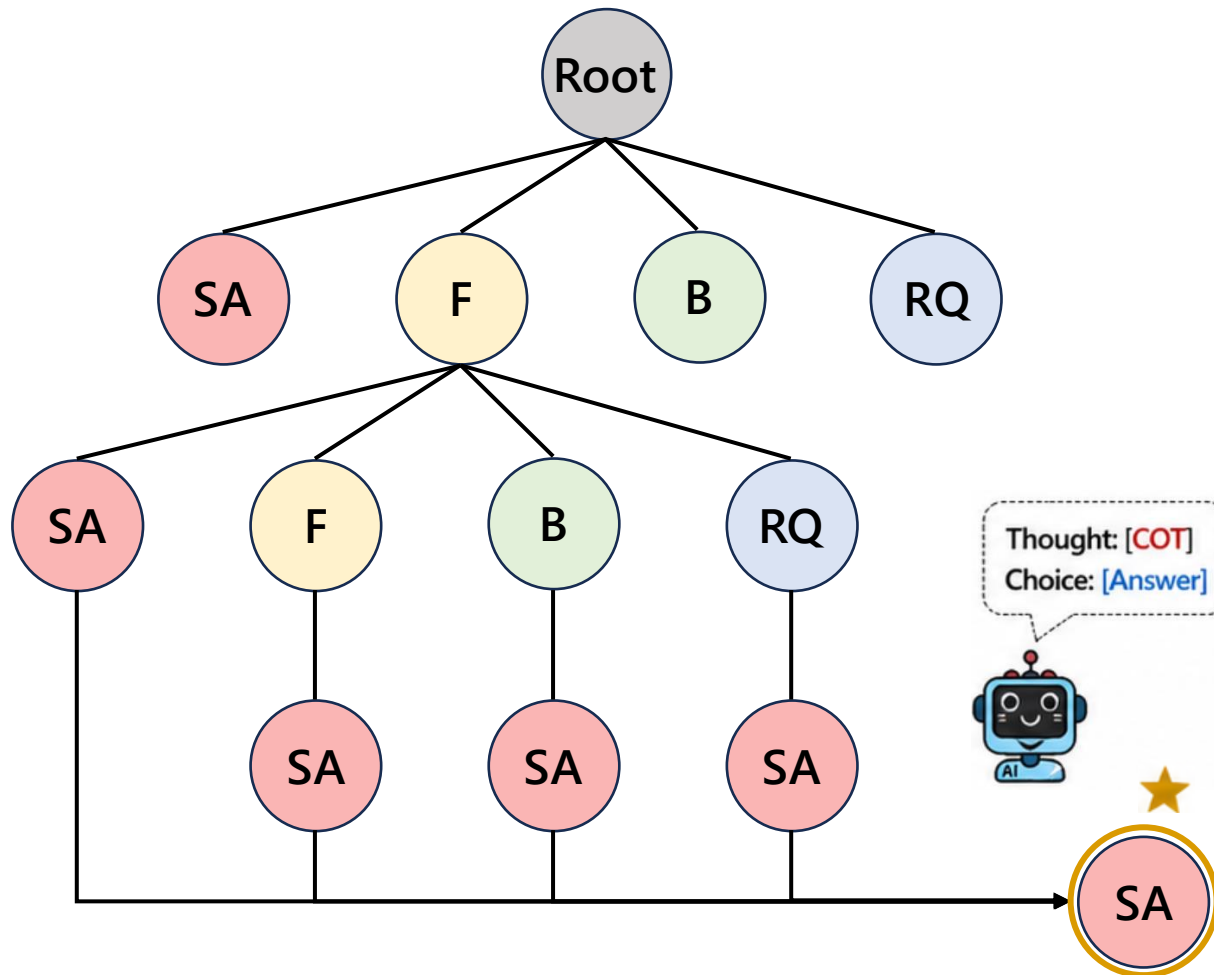 Root
SA
F
B
RQ
SA
F
B
RQ
Thought: [COT]
Choice: [Answer]
SA
SA
SA
AI
SA